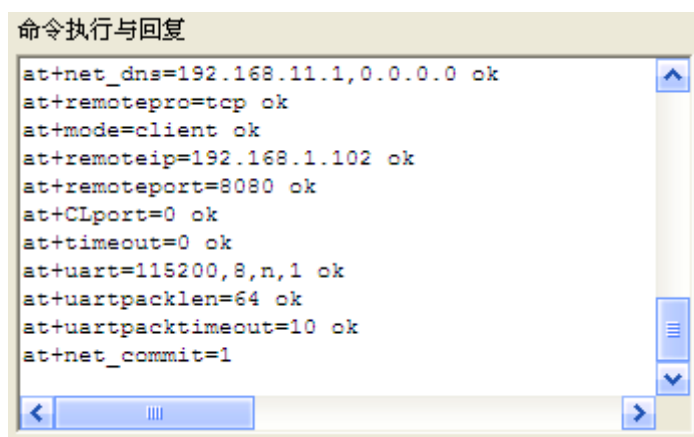 命令执行与回复
at+net_dns=192.168.11.1,0.0.0.0 ok
at+remotepro=tcp ok
at+mode=client ok
at+remoteip=192.168.1.102 ok
at+remoteport=8080 ok
at+CLport=0 ok
at+timeout=0 ok
at+uart=115200,8,n,1 ok
at+uartpacklen=64 ok
at+uartpacktimeout=10 ok
at+net_commit=1